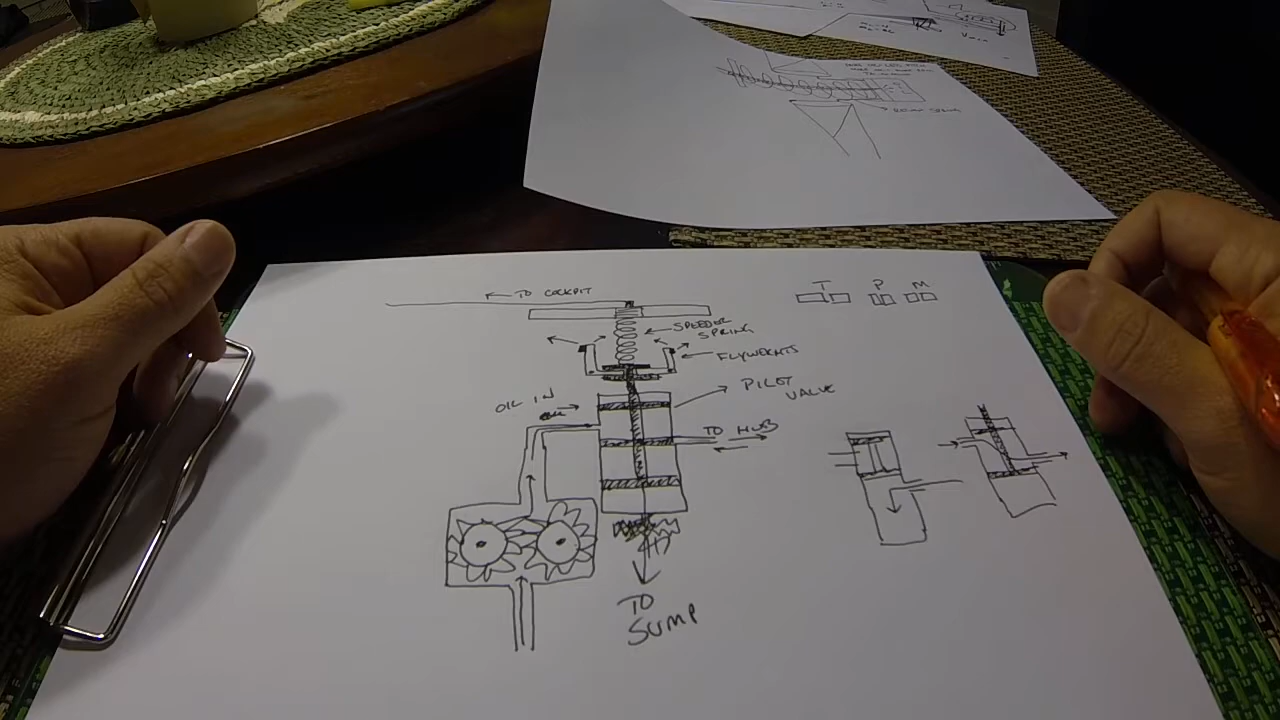 TO COCKPIT
T P M
SPEEDER
SPRING
FLYWEIGHTS
PILOT
VALVE
OIL IN
TO HUB
TO
SUMP